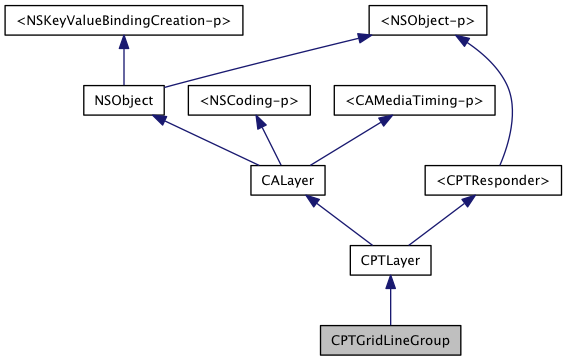 <NSKeyValueBindingCreation-p>
<NSObject-p>
NSObject
<NSCoding-p>
<CAMediaTiming-p>
CALayer
<CPTResponder>
CPTLayer
CPTGridLineGroup